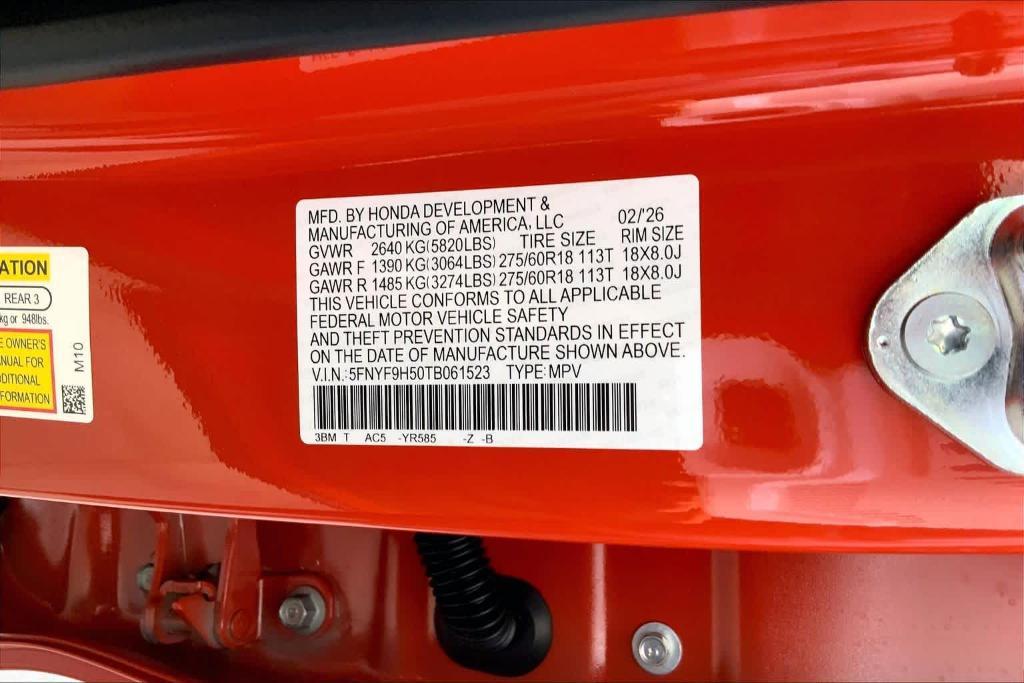 MFD. BY HONDA DEVELOPMENT &
MANUFACTURING OF AMERICA, LLC 02/'26
GVWR 2640 KG(5820LBS) TIRE SIZE RIM SIZE
GAWR F 1390 KG(3064LBS) 275/60R18 113T 18X8.0J
GAWR R 1485 KG(3274LBS) 275/60R18 113T 18X8.0J
THIS VEHICLE CONFORMS TO ALL APPLICABLE
FEDERAL MOTOR VEHICLE SAFETY
AND THEFT PREVENTION STANDARDS IN EFFECT
ON THE DATE OF MANUFACTURE SHOWN ABOVE.
V.I.N.:5FNYF9H50TB061523 TYPE:MPV
3BM T AC5 -YR585 -Z -B
ATION
REAR 3
kg or 948lbs.
E OWNER'S
ANUAL FOR
DDITIONAL
FORMATION
M10